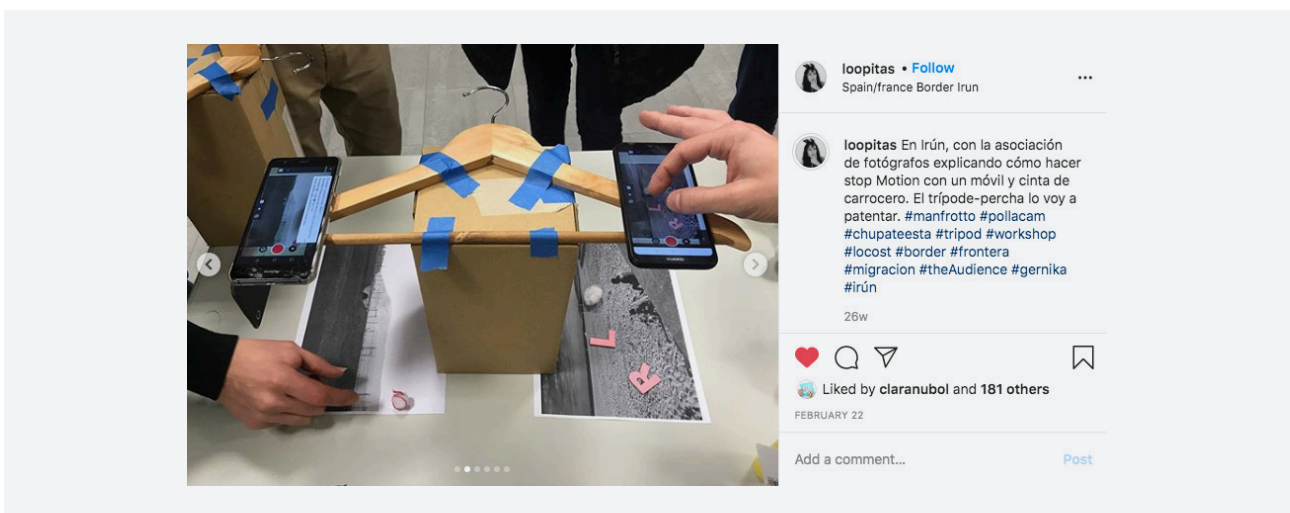 loopitas • Follow
Spain/france Border Irun
loopitas En Irún, con la asociación
de fotógrafos explicando cómo hacer
stop Motion con un móvil y cinta de
carrocero. El trípode-percha lo voy a
patentar. #manfrotto #pollacam
#chupateesta #tripod #workshop
#locost #border #frontera
#migracion #theAudience #gernika
#irún
26w
Liked by claranubol and 181 others
FEBRUARY 22
Add a comment... Post
L
R